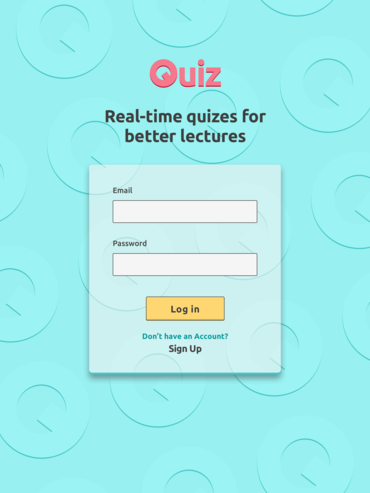 Quiz
Real-time quizes for
better lectures
Email
Password
Log in
Don't have an Account?
Sign Up